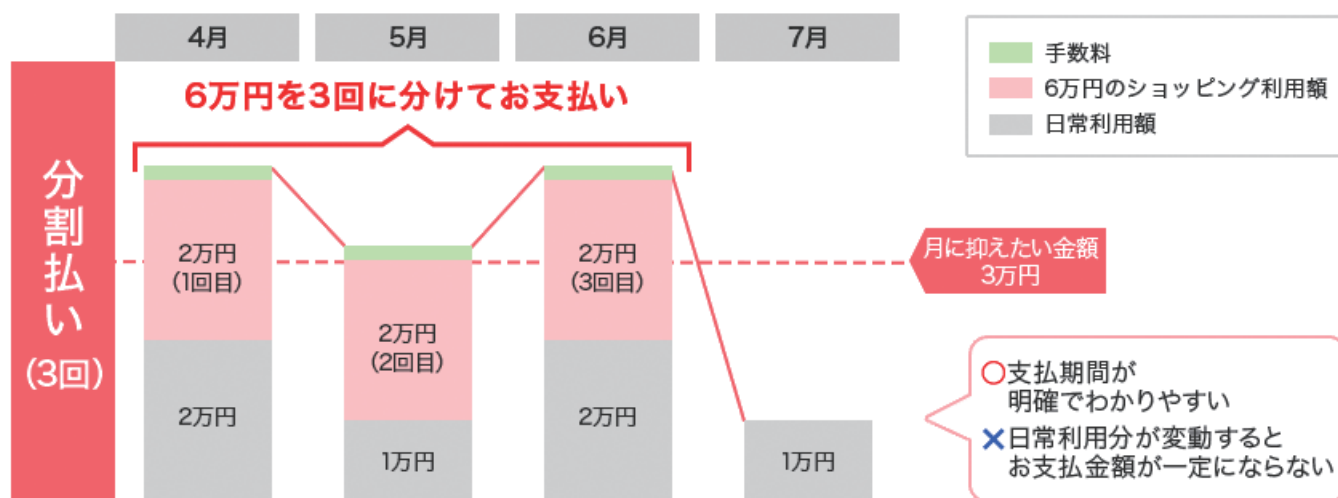 4月
5月
6月
7月
手数料
6万円のショッピング利用額
日常利用額
分割払い
(3回)
6万円を3回に分けてお支払い
2万円
(1回目)
2万円
2万円
(2回目)
1万円
2万円
(3回目)
2万円
1万円
月に抑えたい金額
3万円
○支払期間が
明確でわかりやすい
×日常利用分が変動すると
お支払金額が一定にならない